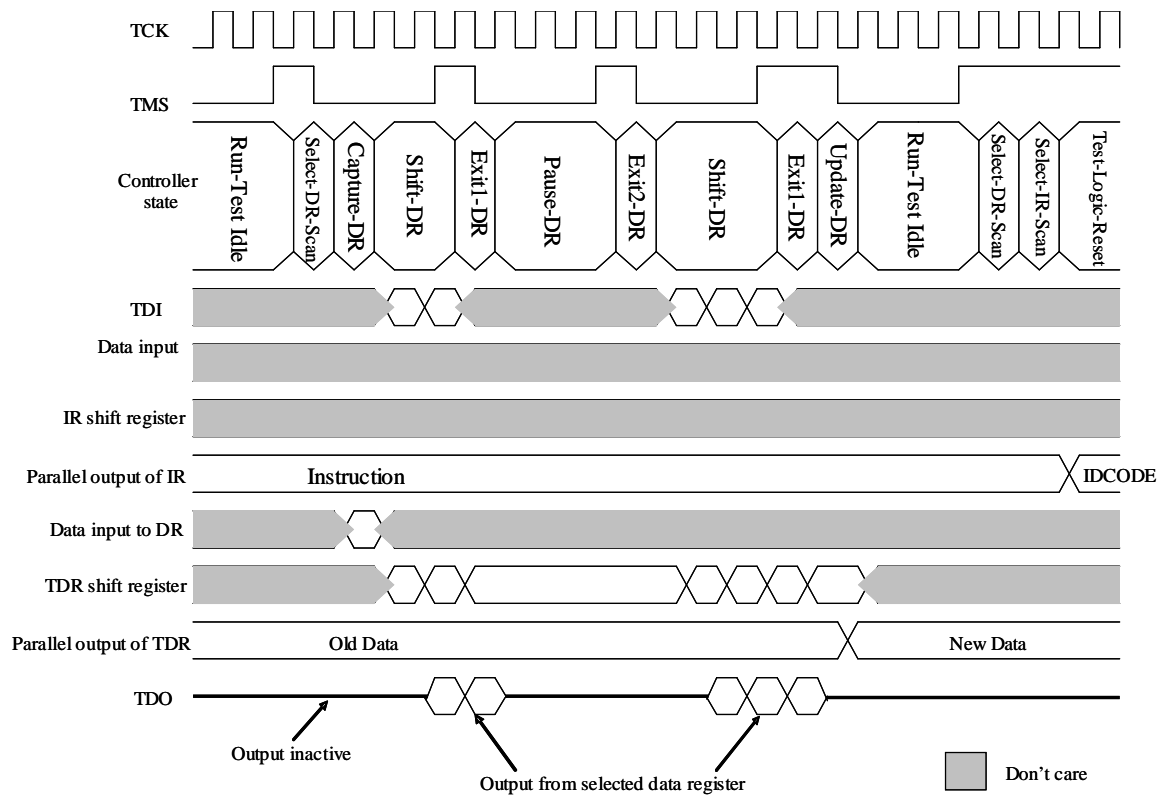 TCK
TMS
Controller
state
Run-Test Idle
Select-DR-Scan
Capture-DR
Shift-DR
Exit1-DR
Pause-DR
Exit2-DR
Shift-DR
Exit1-DR
Update-DR
Run-Test Idle
Select-DR-Scan
Select-IR-Scan
Test-Logic-Reset
TDI
Data input
IR shift register
Parallel output of IR
Instruction
IDCODE
Data input to DR
TDR shift register
Parallel output of TDR
Old Data
New Data
TDO
Output inactive
Output from selected data register
Don't care